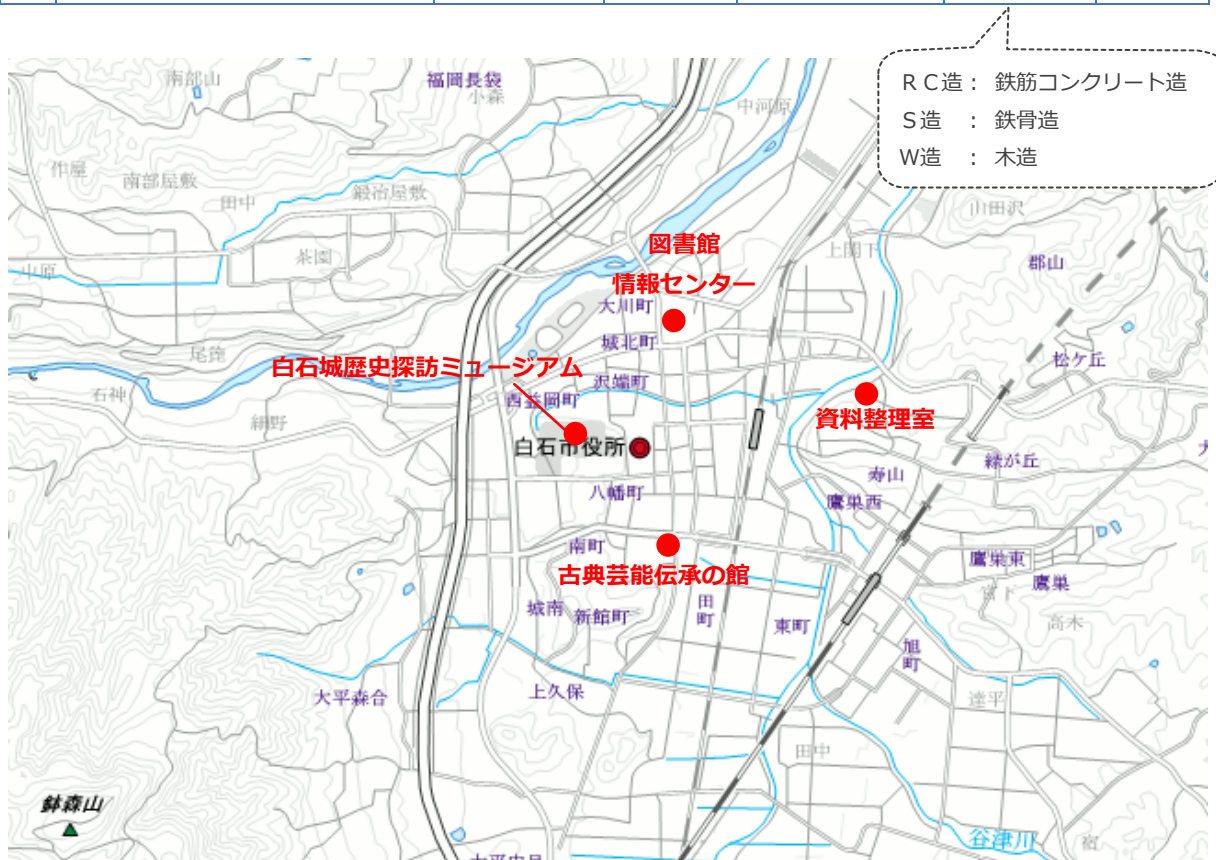 RC造： 鉄筋コンクリート造
S造 ： 鉄骨造
W造 ： 木造
南部山
福岡長袋
小森
中河原
作屋
南部屋敷
田中
鍛冶屋敷
山田沢
茶園
図書館
情報センター
上関下
郡山
中原
大川町
城北町
尾箆
白石城歴史探訪ミュージアム
沢端町
松ケ丘
石神
西益岡町
絹野
資料整理室
白石市役所
緑が丘
寿山
八幡町
鷹巣西
南町
古典芸能伝承の館
鷹巣東
鷹巣
宮下
城南
新館町
田町
東町
高木
旭町
大平森合
上久保
達平
田中
鉢森山
谷津川
宿